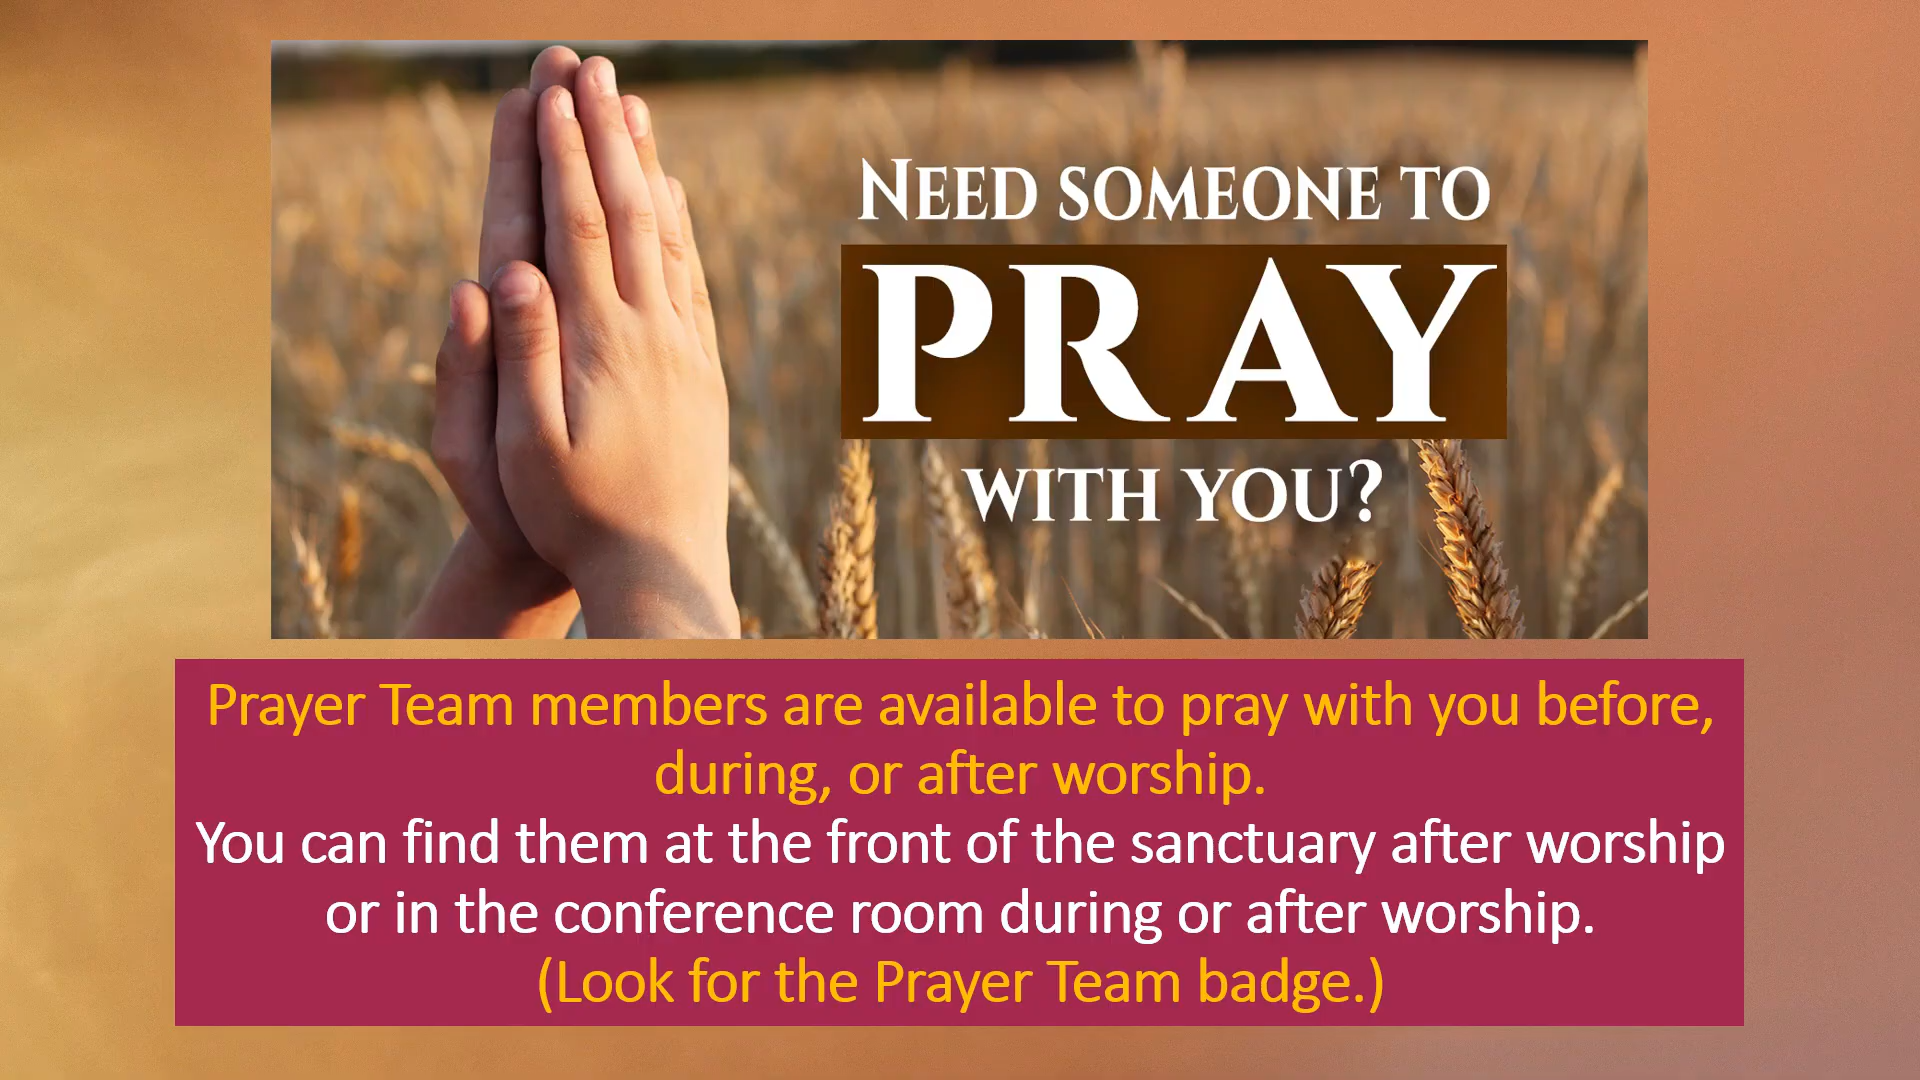 NEED SOMEONE TO
PRAY
WITH YOU?
Prayer Team members are available to pray with you before,
during, or after worship.
You can find them at the front of the sanctuary after worship
or in the conference room during or after worship.
(Look for the Prayer Team badge.)